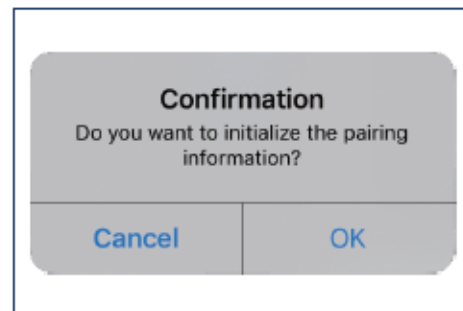 Confirmation
Do you want to initialize the pairing
information?
Cancel
OK